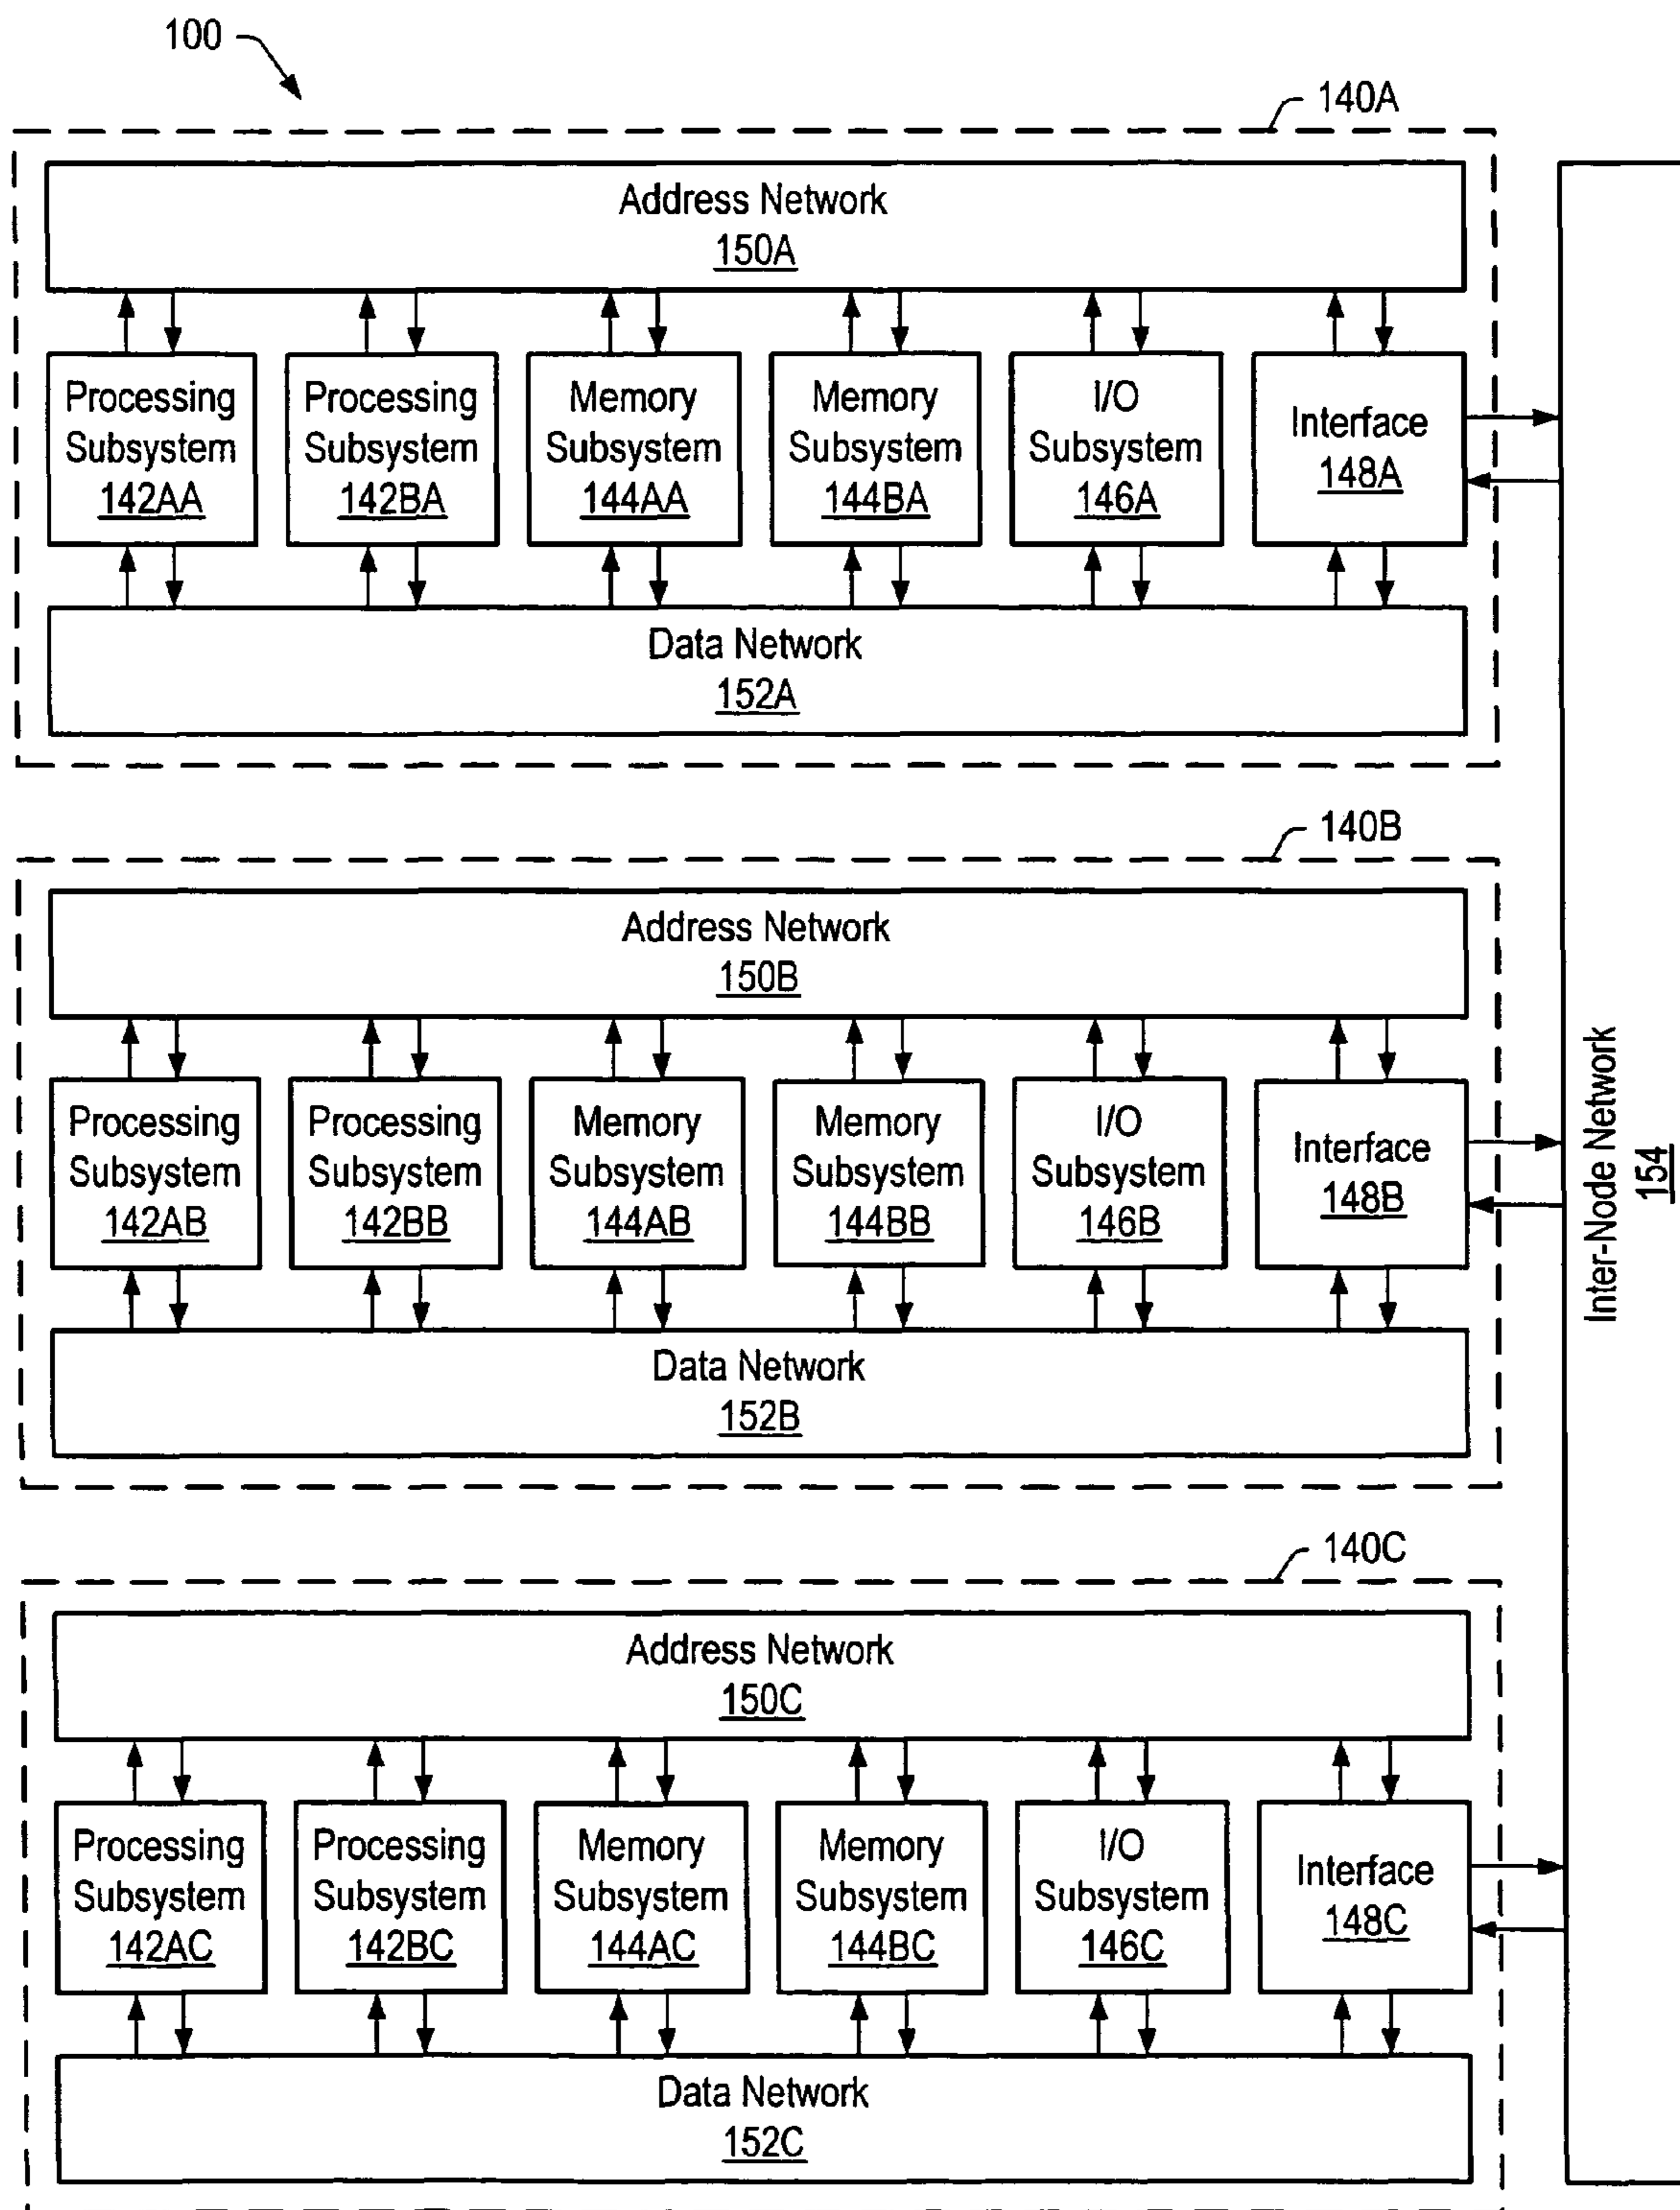 100
140A
Address Network
150A
Processing
Subsystem
142AA
Processing
Subsystem
142BA
Memory
Subsystem
144AA
Memory
Subsystem
144BA
I/O
Subsystem
146A
Interface
148A
Data Network
152A
140B
Address Network
150B
Processing
Subsystem
142AB
Processing
Subsystem
142BB
Memory
Subsystem
144AB
Memory
Subsystem
144BB
I/O
Subsystem
146B
Interface
148B
Data Network
152B
140C
Address Network
150C
Processing
Subsystem
142AC
Processing
Subsystem
142BC
Memory
Subsystem
144AC
Memory
Subsystem
144BC
I/O
Subsystem
146C
Interface
148C
Data Network
152C
Inter-Node Network
154